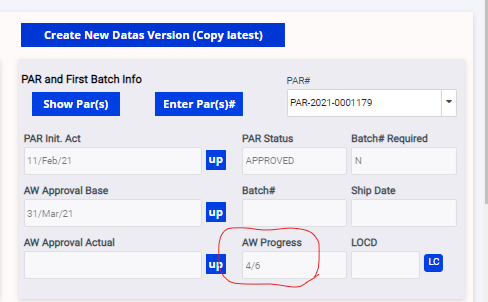 Create New Datas Version (Copy latest)
PAR and First Batch Info
PAR#
Show Par(s)
Enter Par(s)#
PAR-2021-0001179
PAR Init. Act
PAR Status
Batch# Required
11/Feb/21
up
APPROVED
N
AW Approval Base
Batch#
Ship Date
31/Mar/21
up
AW Approval Actual
AW Progress
LOCD
up
4/6
LC